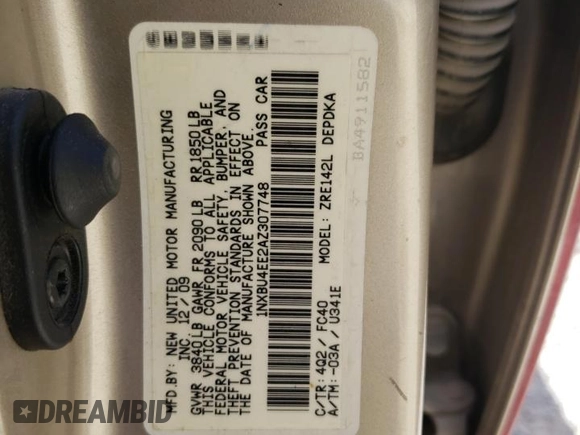 MFD.BY: NEW UNITED MOTOR MANUFACTURING
INC 12/09
GVWR 3840 LB GAWR FR 2090 LB RR 1850 LB
THIS VEHICLE CONFORMS TO ALL APPLICABLE
FEDERAL MOTOR VEHICLE SAFETY, BUMPER, AND
THEFT PREVENTION STANDARDS IN EFFECT ON
THE DATE OF MANUFACTURE SHOWN ABOVE.
1NXBU4EE2AZ307748 PASS CAR
MODEL: ZRE142L DEPDKA
C/TR: 4Q2 / FC40
A/TM: -03A / U341E
BA4911582
DREAMBID